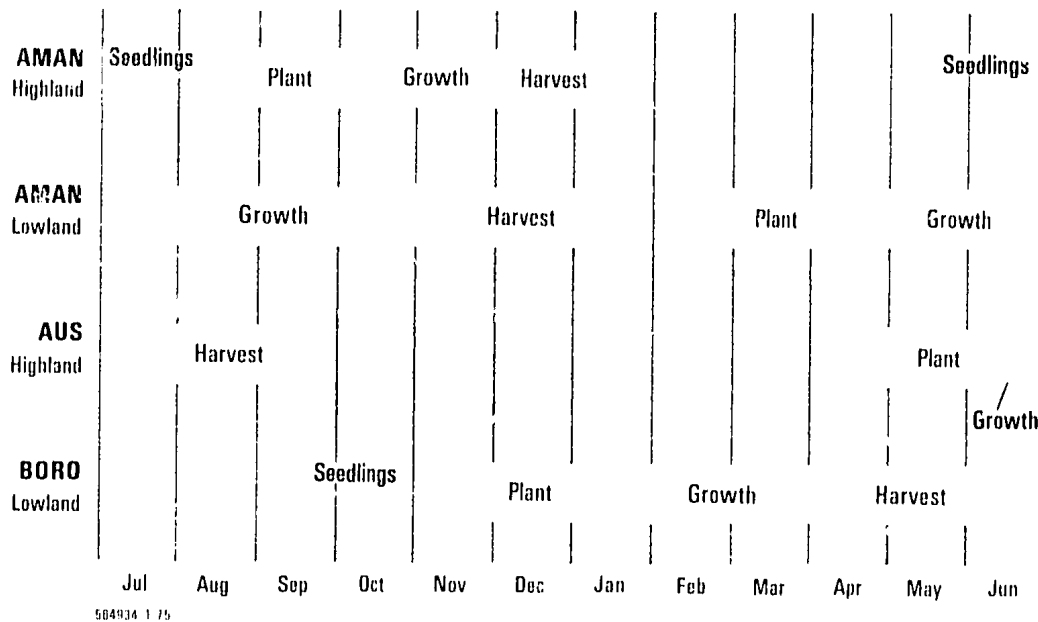 AMAN Seedlings Seedlings
Highland Plant Growth Harvest
AMAN
Lowland Growth Harvest Plant Growth
AUS
Highland Harvest Plant
Growth
BORO Seedlings
Lowland Plant Growth Harvest
Jul Aug Sep Oct Nov Dec Jan Feb Mar Apr May Jun
504934 1 75